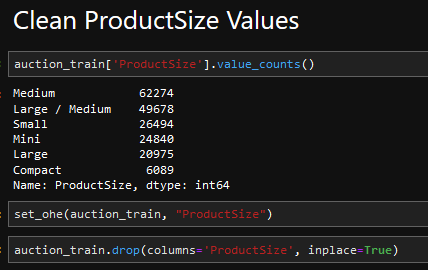 Clean ProductSize Values
auction_train['ProductSize'].value_counts()
Medium 62274
Large / Medium 49678
Small 26494
Mini 24840
Large 20975
Compact 6089
Name: ProductSize, dtype: int64
set_ohe(auction_train, "ProductSize")
auction_train.drop(columns='ProductSize', inplace=True)